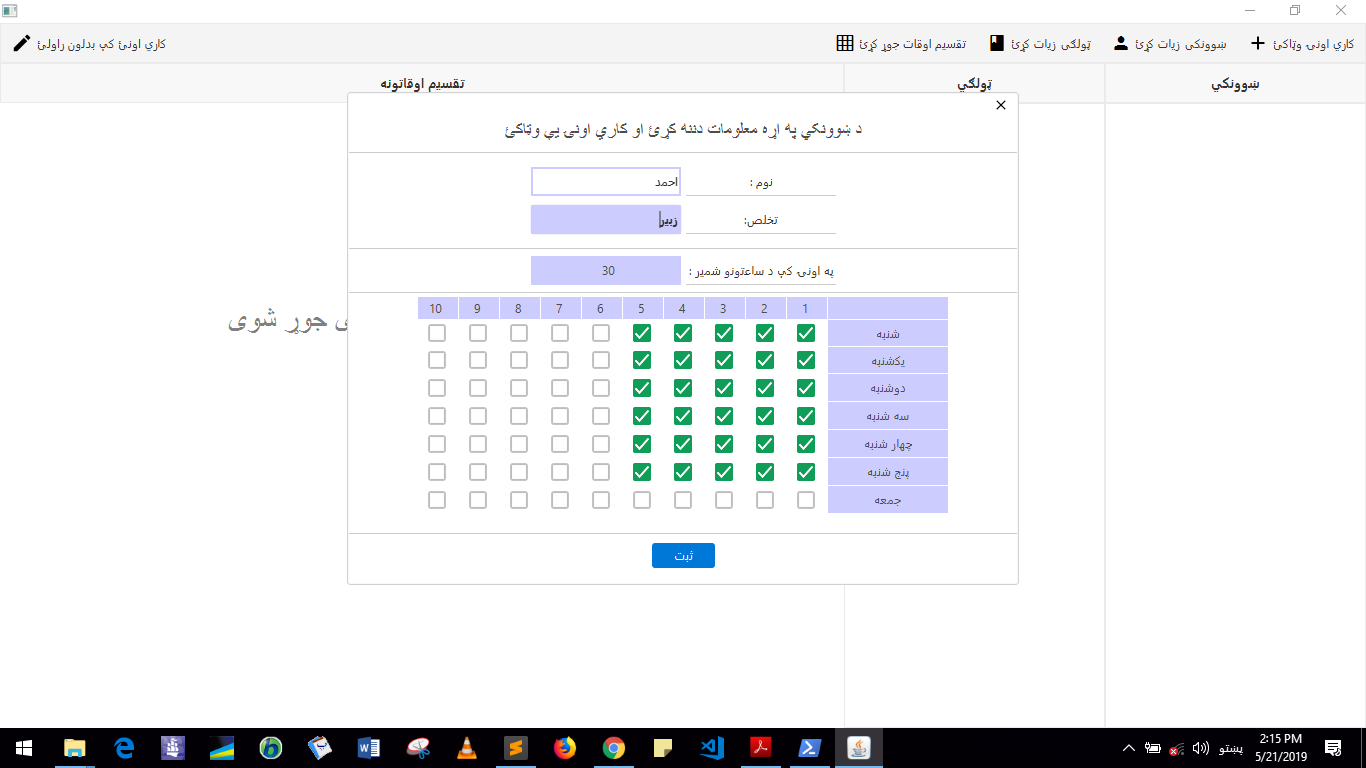 کاري اونۍ وټاکئ
ښوونکی زیات کړئ
ټولګی زیات کړئ
تقسیم اوقات جوړ کړئ
کاري اونۍ کې بدلون راولئ
ښوونکي
ټولګي
تقسیم اوقاتونه
د ښوونکي په اړه معلومات دننه کړئ او کاري اونۍ یې وټاکئ
نوم :
احمد
تخلص:
زبیر
په اونۍ کې د ساعتونو شمیر :
30
1 2 3 4 5 6 7 8 9 10
شنبه
یکشنبه
دوشنبه
سه شنبه
چهار شنبه
پنج شنبه
جمعه
جوړ شوی
ثبت
پښتو
2:15 PM
5/21/2019